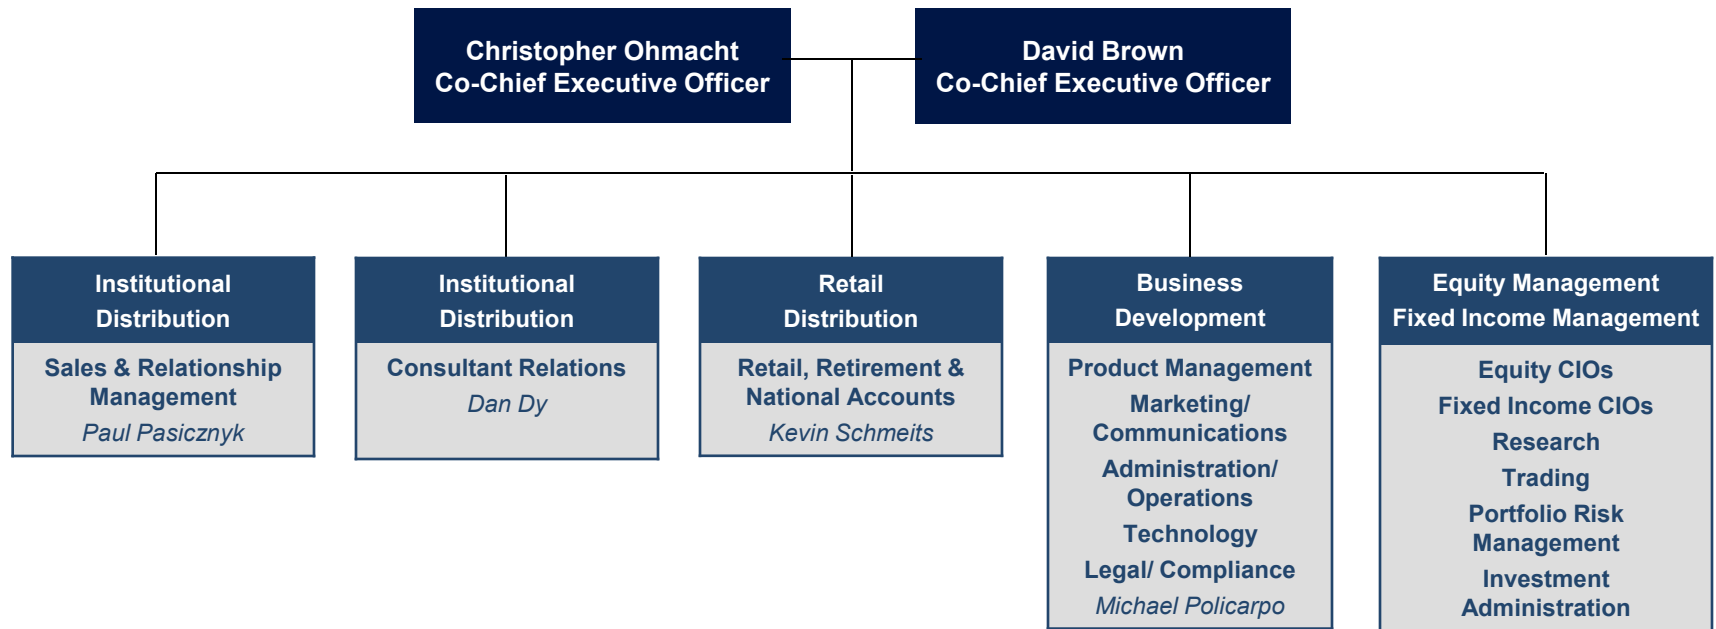 Christopher Ohmacht
Co-Chief Executive Officer
David Brown
Co-Chief Executive Officer
Institutional
Distribution
Sales & Relationship
Management
Paul Pasicznyk
Institutional
Distribution
Consultant Relations
Dan Dy
Retail
Distribution
Retail, Retirement &
National Accounts
Kevin Schmeits
Business
Development
Product Management
Marketing/
Communications
Administration/
Operations
Technology
Legal/ Compliance
Michael Policarpo
Equity Management
Fixed Income Management
Equity CIOs
Fixed Income CIOs
Research
Trading
Portfolio Risk
Management
Investment
Administration